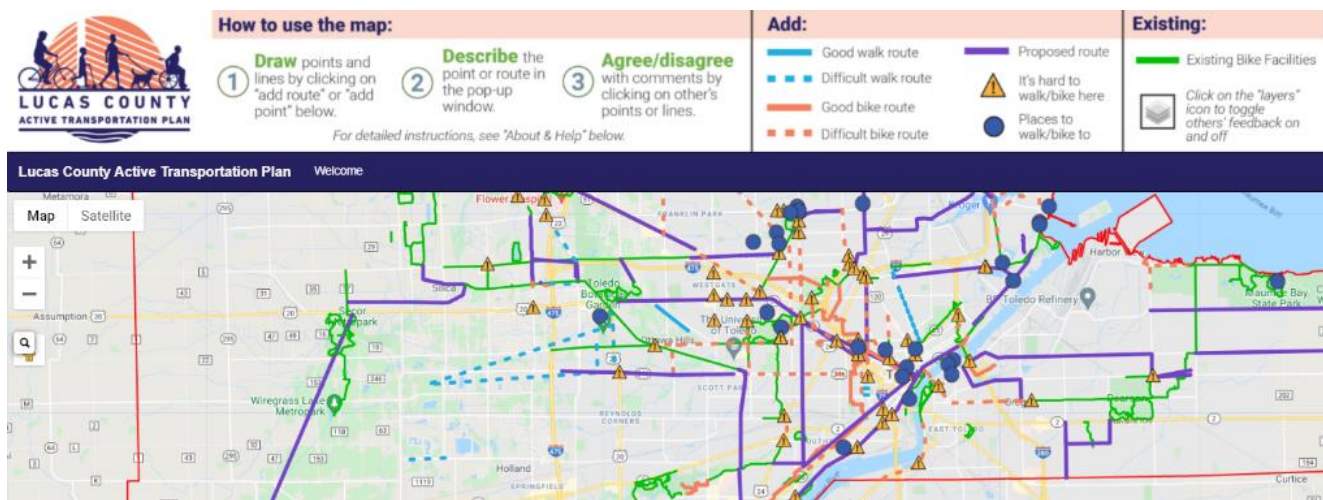 LUCAS COUNTY
ACTIVE TRANSPORTATION PLAN
How to use the map:
1
Draw points and
lines by clicking on
"add route" or "add
point" below.
2
Describe the
point or route in
the pop-up
window.
3
Agree/disagree
with comments by
clicking on other's
points or lines.
For detailed instructions, see "About & Help" below.
Add:
Good walk route
Difficult walk route
Good bike route
Difficult bike route
Proposed route
It's hard to
walk/bike here
Places to
walk/bike to
Existing:
Existing Bike Facilities
Click on the "layers"
icon to toggle
others' feedback on
and off
Lucas County Active Transportation Plan
Welcome
Metamora
Map
Satellite
FRANKLIN PARK
Harbor
WESTGATE
Assumption
Toledo
The University
of Toledo
Ottawa Hills
Toledo Refinery
Maumee Bay
State Park
SCOTT PARK
Wiregrass Lake
Metropark
REYNOLDS
CORNERS
EAST TOLEDO
Holland
SPRINGFIELD
Curtice